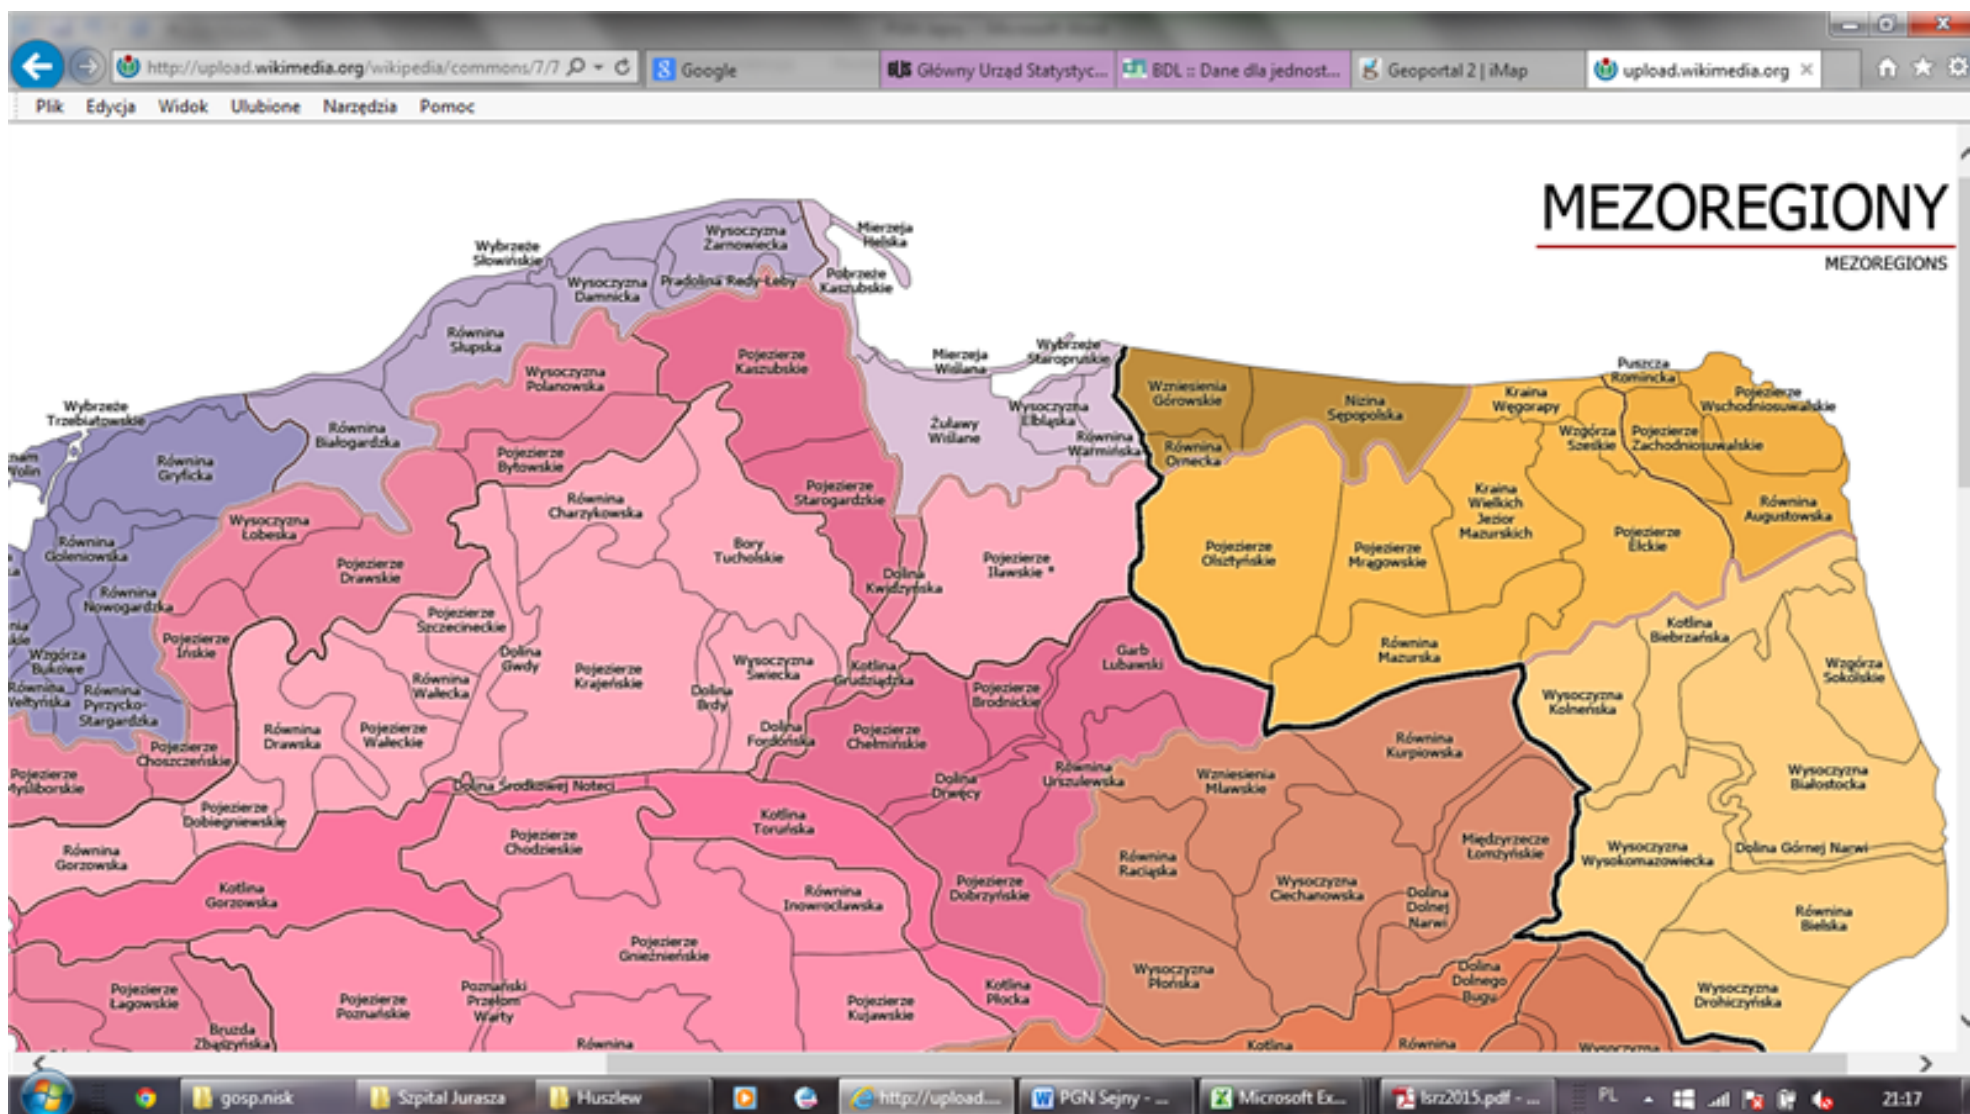 PGN Sejny - Microsoft Word
http://upload.wikimedia.org/wikipedia/commons/7/7
Google
Główny Urząd Statystyc...
BDL :: Dane dla jednost...
Geoportal 2 | iMap
upload.wikimedia.org
Plik Edycja Widok Ulubione Narzędzia Pomoc
MEZOREGIONY
MEZOREGIONS
Wybrzeże
Słowińskie
Wysoczyzna
Żarnowiecka
Mierzeja
Helska
Wysoczyzna
Damnicka
Pradolina Redy-Łeby
Pobrzeże
Kaszubskie
Równina
Słupska
Wysoczyzna
Polanowska
Pojezierze
Kaszubskie
Mierzeja
Wiślana
Wybrzeże
Staropruskie
Wzniesienia
Górowskie
Nizina
Sępopolska
Kraina
Węgorapy
Puszcza
Romincka
Pojezierze
Wschodniosuwalskie
Wybrzeże
Trzebiatowskie
Równina
Białogardzka
Żuławy
Wiślane
Wysoczyzna
Elbląska
Równina
Warmińska
Równina
Ornecka
Wzgórza
Szeskie
Pojezierze
Zachodniosuwalskie
Wolin
Równina
Gryficka
Pojezierze
Bytowskie
Równina
Charzykowska
Pojezierze
Starogardzkie
Kraina
Wielkich
Jezior
Mazurskich
Równina
Augustowska
Wysoczyzna
Łobeska
Równina
Goleniowska
Pojezierze
Drawskie
Bory
Tucholskie
Pojezierze
Iławskie *
Pojezierze
Olsztyńskie
Pojezierze
Mrągowskie
Pojezierze
Ełckie
Równina
Nowogardzka
Dolina
Kwidzyńska
Pojezierze
Ińskie
Pojezierze
Szczecineckie
Dolina
Gwdy
Pojezierze
Krajeńskie
Wysoczyzna
Świecka
Kotlina
Grudziądzka
Garb
Lubawski
Równina
Mazurska
Kotlina
Biebrzańska
Wzgórza
Sokólskie
Wzgórza
Bukowe
Równina
Wełtyńska
Równina
Pyrzycko-
Stargardzka
Równina
Wałecka
Dolina
Brdy
Pojezierze
Brodnickie
Wysoczyzna
Kolneńska
Pojezierze
Choszczeńskie
Równina
Drawska
Pojezierze
Wałeckie
Dolina
Fordońska
Pojezierze
Chełmińskie
Równina
Kurpiowska
Pojezierze
Myśliborskie
Dolina Środkowej Noteci
Dolina
Drwęcy
Równina
Urszulewska
Wzniesienia
Mławskie
Wysoczyzna
Białostocka
Pojezierze
Dobiegniewskie
Pojezierze
Chodzieskie
Kotlina
Toruńska
Równina
Gorzowska
Równina
Raciąska
Międzyrzecze
Łomżyńskie
Wysoczyzna
Wysokomazowiecka
Dolina Górnej Narwi
Kotlina
Gorzowska
Równina
Inowrocławska
Pojezierze
Dobrzyńskie
Wysoczyzna
Ciechanowska
Dolina
Dolnej
Narwi
Równina
Bielska
Pojezierze
Gnieźnieńskie
Pojezierze
Łagowskie
Pojezierze
Poznańskie
Poznański
Przełom
Warty
Pojezierze
Kujawskie
Kotlina
Płocka
Wysoczyzna
Płońska
Dolina
Dolnego
Bugu
Wysoczyzna
Drohiczyńska
Bruzda
Zbąszyńska
Równina
Kotlina
Równina
Wysoczyzna
gosp.nisk
Szpital Jurasza
Huszlew
http://upload....
PGN Sejny - ...
Microsoft Ex...
lsrz2015.pdf - ...
PL
21:17